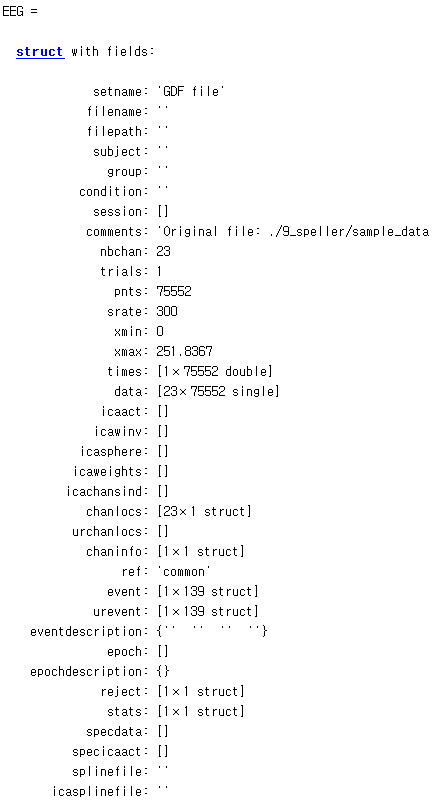 EEG =
struct with fields:
setname: 'GDF file'
filename: ''
filepath: ''
subject: ''
group: ''
condition: ''
session: []
comments: 'Original file: ./9_speller/sample_data
nbchan: 23
trials: 1
pnts: 75552
srate: 300
xmin: 0
xmax: 251.8367
times: [1×75552 double]
data: [23×75552 single]
icaact: []
icawinv: []
icasphere: []
icaweights: []
icachansind: []
chanlocs: [23×1 struct]
urchanlocs: []
chaninfo: [1×1 struct]
ref: 'common'
event: [1×139 struct]
urevent: [1×139 struct]
eventdescription: {''  ''  ''  ''}
epoch: []
epochdescription: {}
reject: [1×1 struct]
stats: [1×1 struct]
specdata: []
specicaact: []
splinefile: ''
icasplinefile: ''